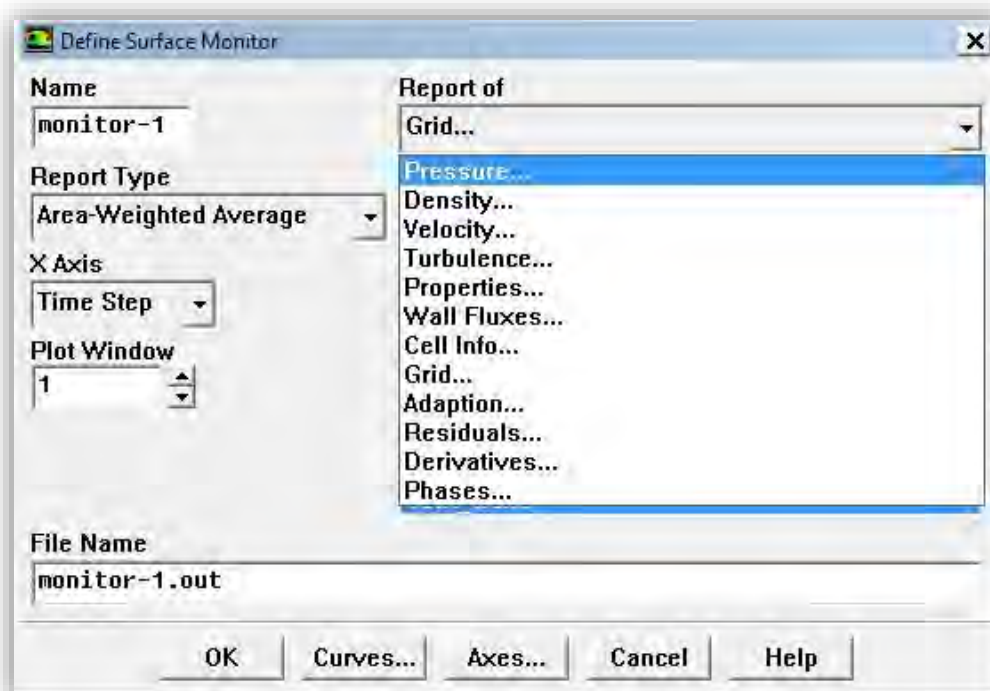 Define Surface Monitor
Name
monitor-1
Report Type
Area-Weighted Average
X Axis
Time Step
Plot Window
1
Report of
Grid...
Pressure...
Density...
Velocity...
Turbulence...
Properties...
Wall Fluxes...
Cell Info...
Grid...
Adaption...
Residuals...
Derivatives...
Phases...
File Name
monitor-1.out
OK
Curves...
Axes...
Cancel
Help